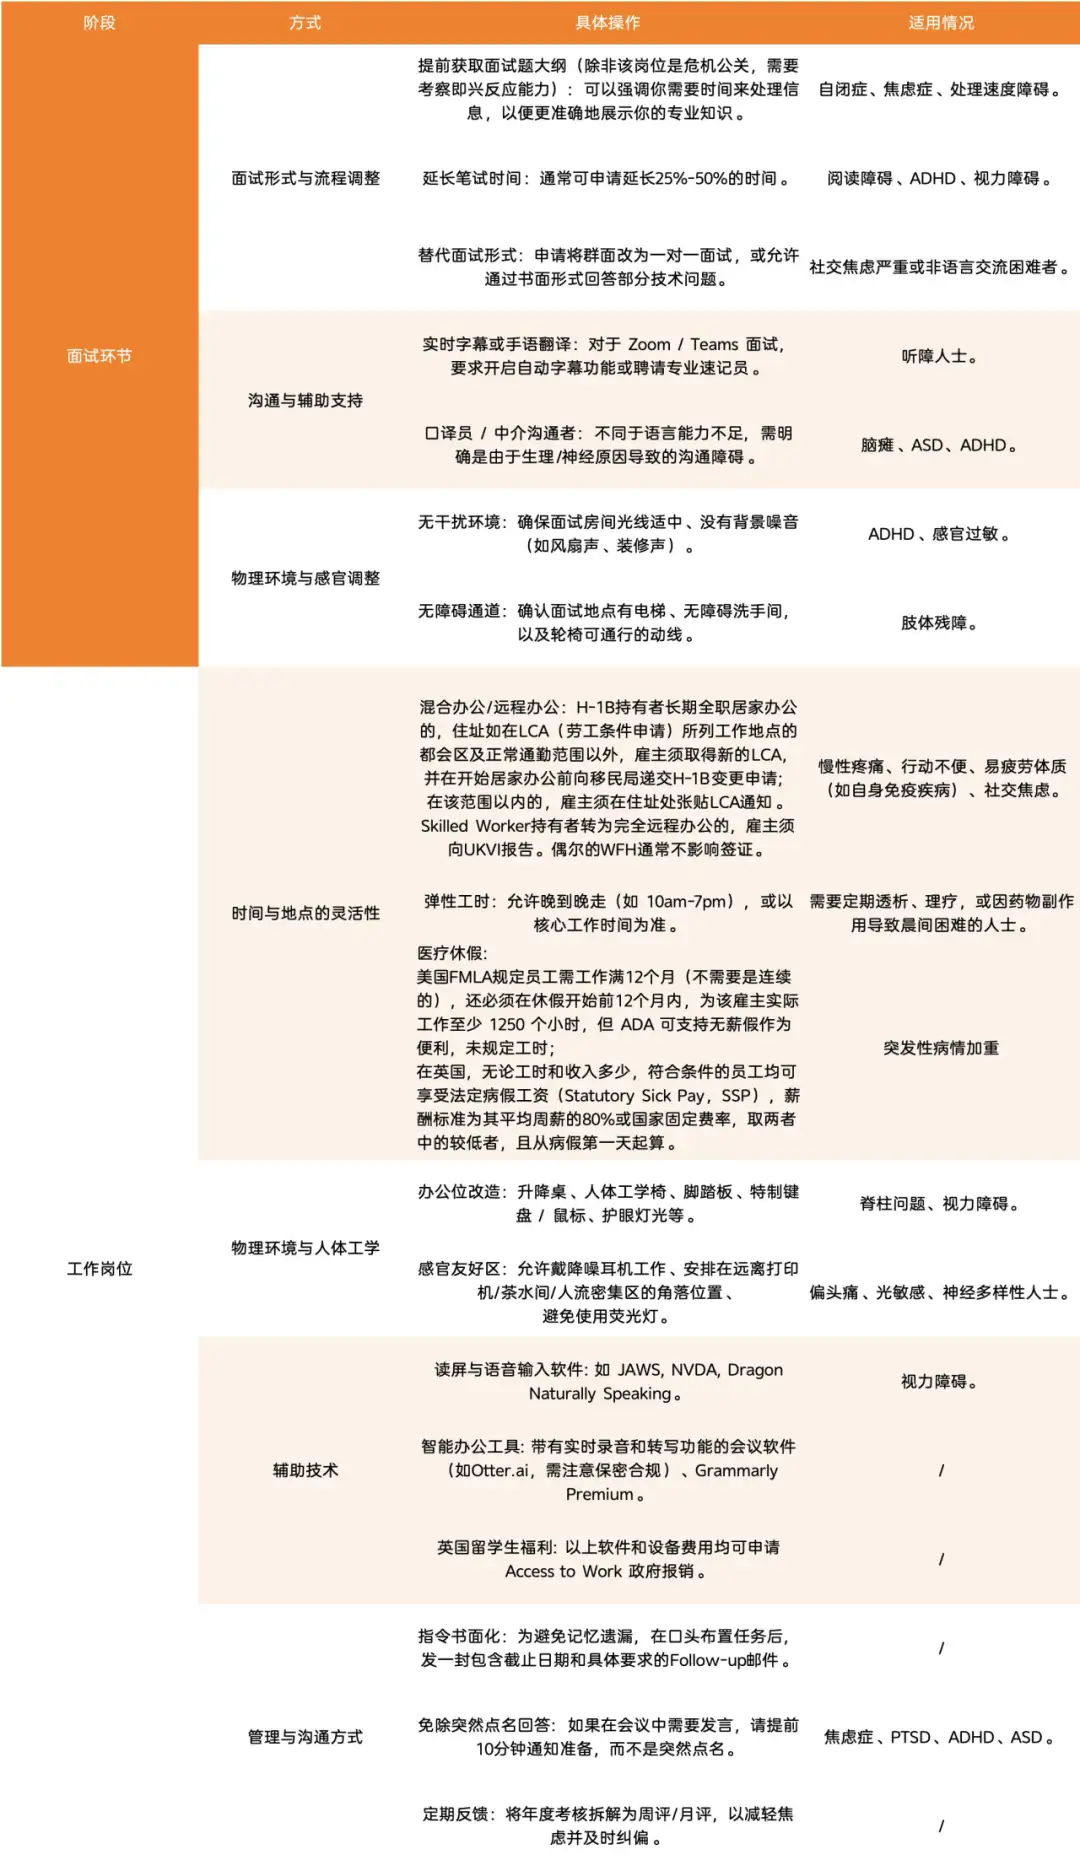 阶段
方式
具体操作
适用情况
面试环节
面试形式与流程调整
提前获取面试题大纲（除非该岗位是危机公关，需要
考察即兴反应能力）：可以强调你需要时间来处理信
息，以便更准确地展示你的专业知识。
自闭症、焦虑症、处理速度障碍。
延长笔试时间：通常可申请延长25%-50%的时间。
阅读障碍、ADHD、视力障碍。
替代面试形式：申请将群面改为一对一面试，或允许
通过书面形式回答部分技术问题。
社交焦虑严重或非语言交流困难者。
沟通与辅助支持
实时字幕或手语翻译：对于 Zoom / Teams 面试，
要求开启自动字幕功能或聘请专业速记员。
听障人士。
口译员 / 中介沟通者：不同于语言能力不足，需明
确是由于生理/神经原因导致的沟通障碍。
脑瘫、ASD、ADHD。
物理环境与感官调整
无干扰环境：确保面试房间光线适中、没有背景噪音
（如风扇声、装修声）。
ADHD、感官过敏。
无障碍通道：确认面试地点有电梯、无障碍洗手间，
以及轮椅可通行的动线。
肢体残障。
工作岗位
时间与地点的灵活性
混合办公/远程办公：H-1B持有者长期全职居家办公
的，住址如在LCA（劳工条件申请）所列工作地点的
都会区及正常通勤范围以外，雇主须取得新的LCA，
并在开始居家办公前向移民局递交H-1B变更申请；
在该范围以内的，雇主须在住址处张贴LCA通知。
Skilled Worker持有者转为完全远程办公的，雇主须
向UKVI报告。偶尔的WFH通常不影响签证。
慢性疼痛、行动不便、易疲劳体质
（如自身免疫疾病）、社交焦虑。
弹性工时：允许晚到晚走（如 10am-7pm），或以
核心工作时间为准。
需要定期透析、理疗，或因药物副作
用导致晨间困难的人士。
医疗休假：
美国FMLA规定员工需工作满12个月（不需要是连续
的），还必须在休假开始前12个月内，为该雇主实际
工作至少 1250 个小时，但 ADA 可支持无薪假作为
便利，未规定工时；
在英国，无论工时和收入多少，符合条件的员工均可
享受法定病假工资（Statutory Sick Pay，SSP），薪
酬标准为其平均周薪的80%或国家固定费率，取两者
中的较低者，且从病假第一天起算。
突发性病情加重
物理环境与人体工学
办公位改造：升降桌、人体工学椅、脚踏板、特制键
盘 / 鼠标、护眼灯光等。
脊柱问题、视力障碍。
感官友好区：允许戴降噪耳机工作、安排在远离打印
机/茶水间/人流密集区的角落位置、
避免使用荧光灯。
偏头痛、光敏感、神经多样性人士。
辅助技术
读屏与语音输入软件: 如 JAWS, NVDA, Dragon
Naturally Speaking。
视力障碍。
智能办公工具: 带有实时录音和转写功能的会议软件
（如Otter.ai，需注意保密合规）、Grammarly
Premium。
/
英国留学生福利: 以上软件和设备费用均可申请
Access to Work 政府报销。
/
管理与沟通方式
指令书面化：为避免记忆遗漏，在口头布置任务后，
发一封包含截止日期和具体要求的Follow-up邮件。
/
免除突然点名回答：如果在会议中需要发言，请提前
10分钟通知准备，而不是突然点名。
焦虑症、PTSD、ADHD、ASD。
定期反馈：将年度考核拆解为周评/月评，以减轻焦
虑并及时纠偏。
/